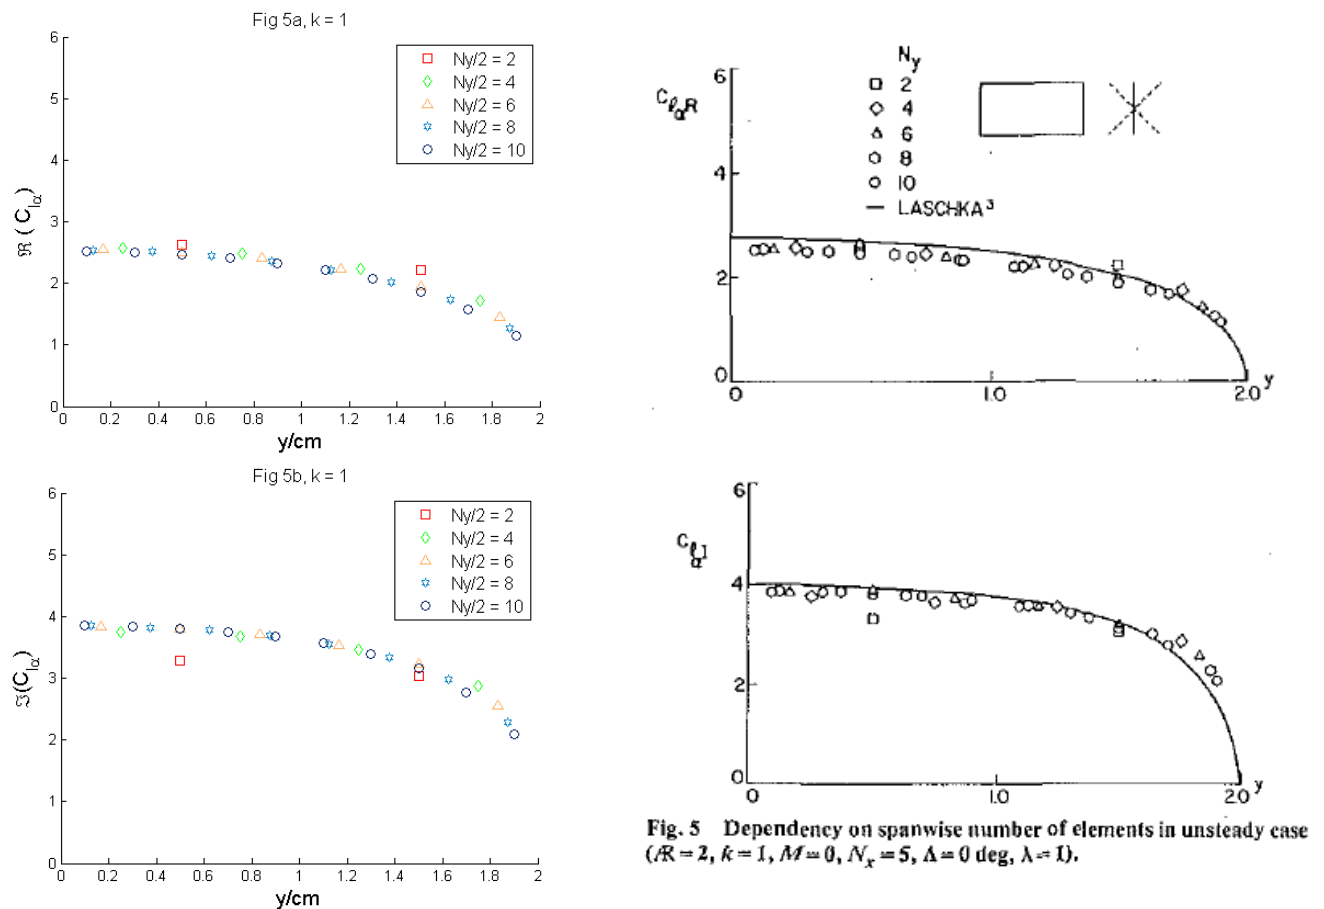 Fig 5a, k = 1
6
5
4
3
2
1
0
ℜ ( C_lα)
Ny/2 = 2
Ny/2 = 4
Ny/2 = 6
Ny/2 = 8
Ny/2 = 10
0 0.2 0.4 0.6 0.8 1 1.2 1.4 1.6 1.8 2
y/cm
Fig 5b, k = 1
6
5
4
3
2
1
0
ℑ(C_lα)
Ny/2 = 2
Ny/2 = 4
Ny/2 = 6
Ny/2 = 8
Ny/2 = 10
0 0.2 0.4 0.6 0.8 1 1.2 1.4 1.6 1.8 2
y/cm
C_ℓα R
6
4
2
0
N_y
2
4
6
8
10
LASCHKA³
0 1.0 2.0
y
C_ℓα I
6
4
2
0
0 1.0 2.0
y
Fig. 5 Dependency on spanwise number of elements in unsteady case
(AR = 2, k = 1, M = 0, N_x = 5, Λ = 0 deg, λ = 1).